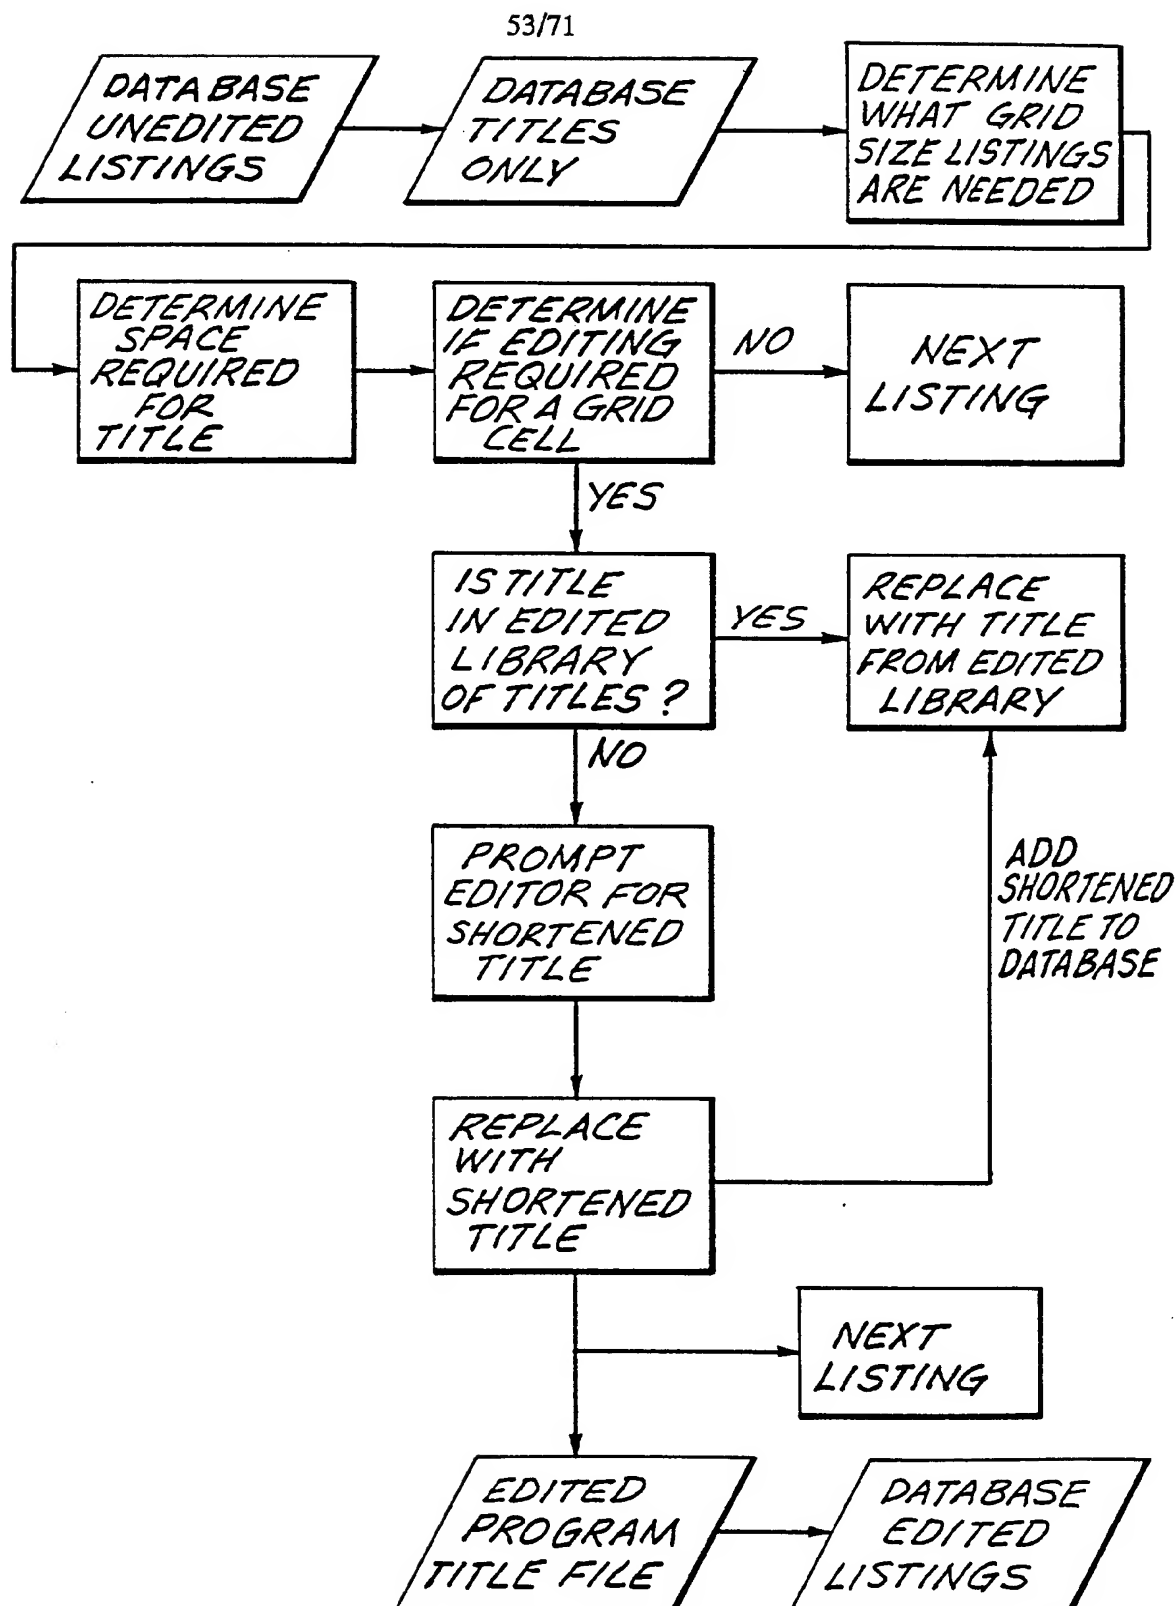 53/71
DATABASE
UNEDITED
LISTINGS
DATABASE
TITLES
ONLY
DETERMINE
WHAT GRID
SIZE LISTINGS
ARE NEEDED
DETERMINE
SPACE
REQUIRED
FOR
TITLE
DETERMINE
IF EDITING
REQUIRED
FOR A GRID
CELL
NO
NEXT
LISTING
YES
IS TITLE
IN EDITED
LIBRARY
OF TITLES?
YES
REPLACE
WITH TITLE
FROM EDITED
LIBRARY
NO
PROMPT
EDITOR FOR
SHORTENED
TITLE
ADD
SHORTENED
TITLE TO
DATABASE
REPLACE
WITH
SHORTENED
TITLE
NEXT
LISTING
EDITED
PROGRAM
TITLE FILE
DATABASE
EDITED
LISTINGS